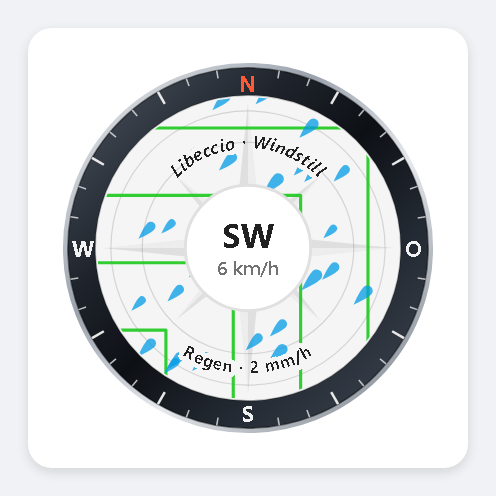 N
Libeccio · Windstill
W
SW
O
6 km/h
Regen · 2 mm/h
S